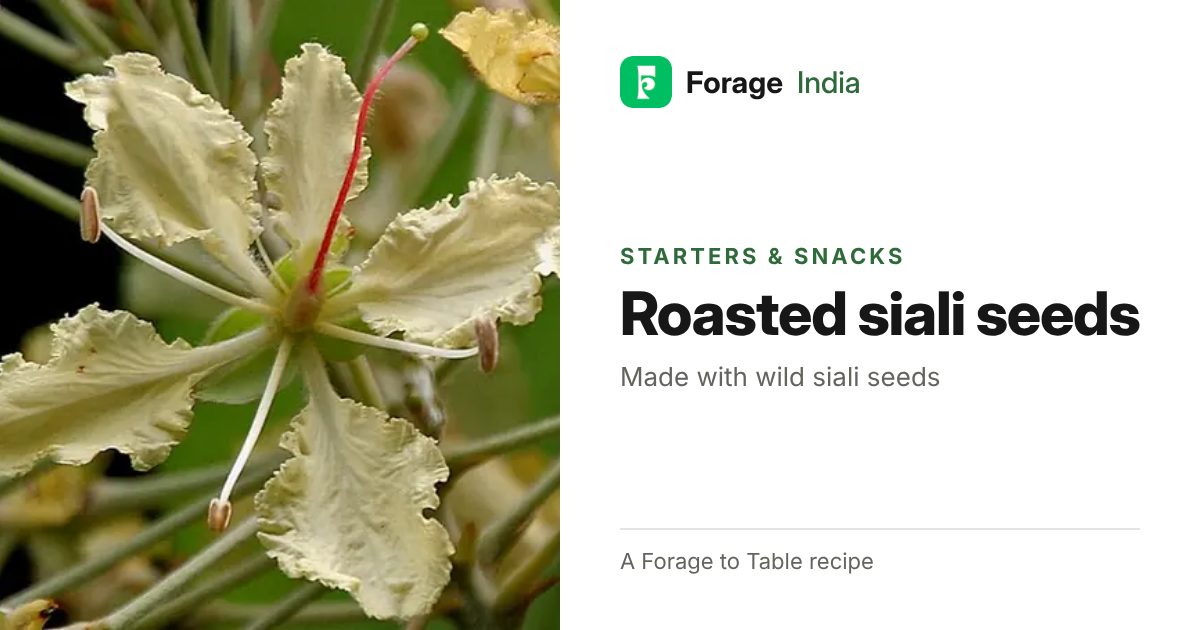 Forage India
STARTERS & SNACKS
Roasted siali seeds
Made with wild siali seeds
A Forage to Table recipe